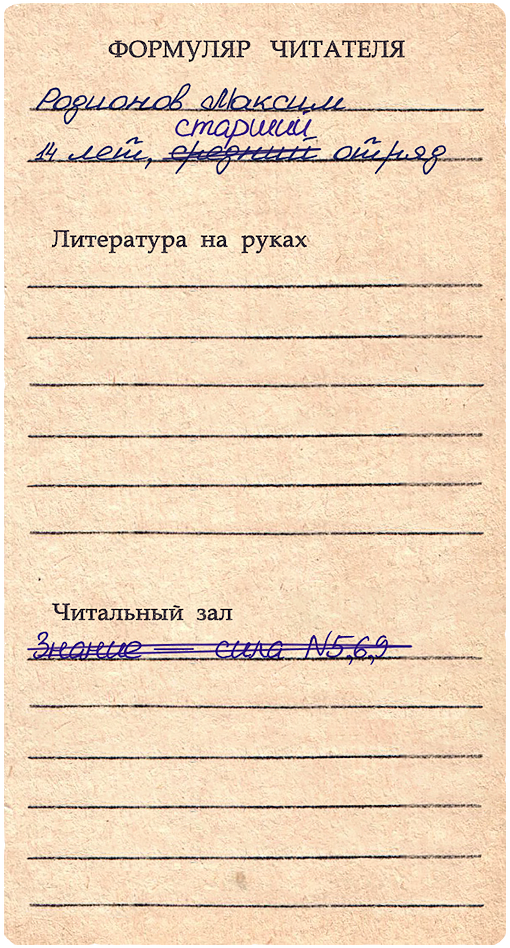 ФОРМУЛЯР ЧИТАТЕЛЯ
Родионов Максим
старший
14 лет, средний отряд
Литература на руках
Читальный зал
Знание — сила N5,6,9